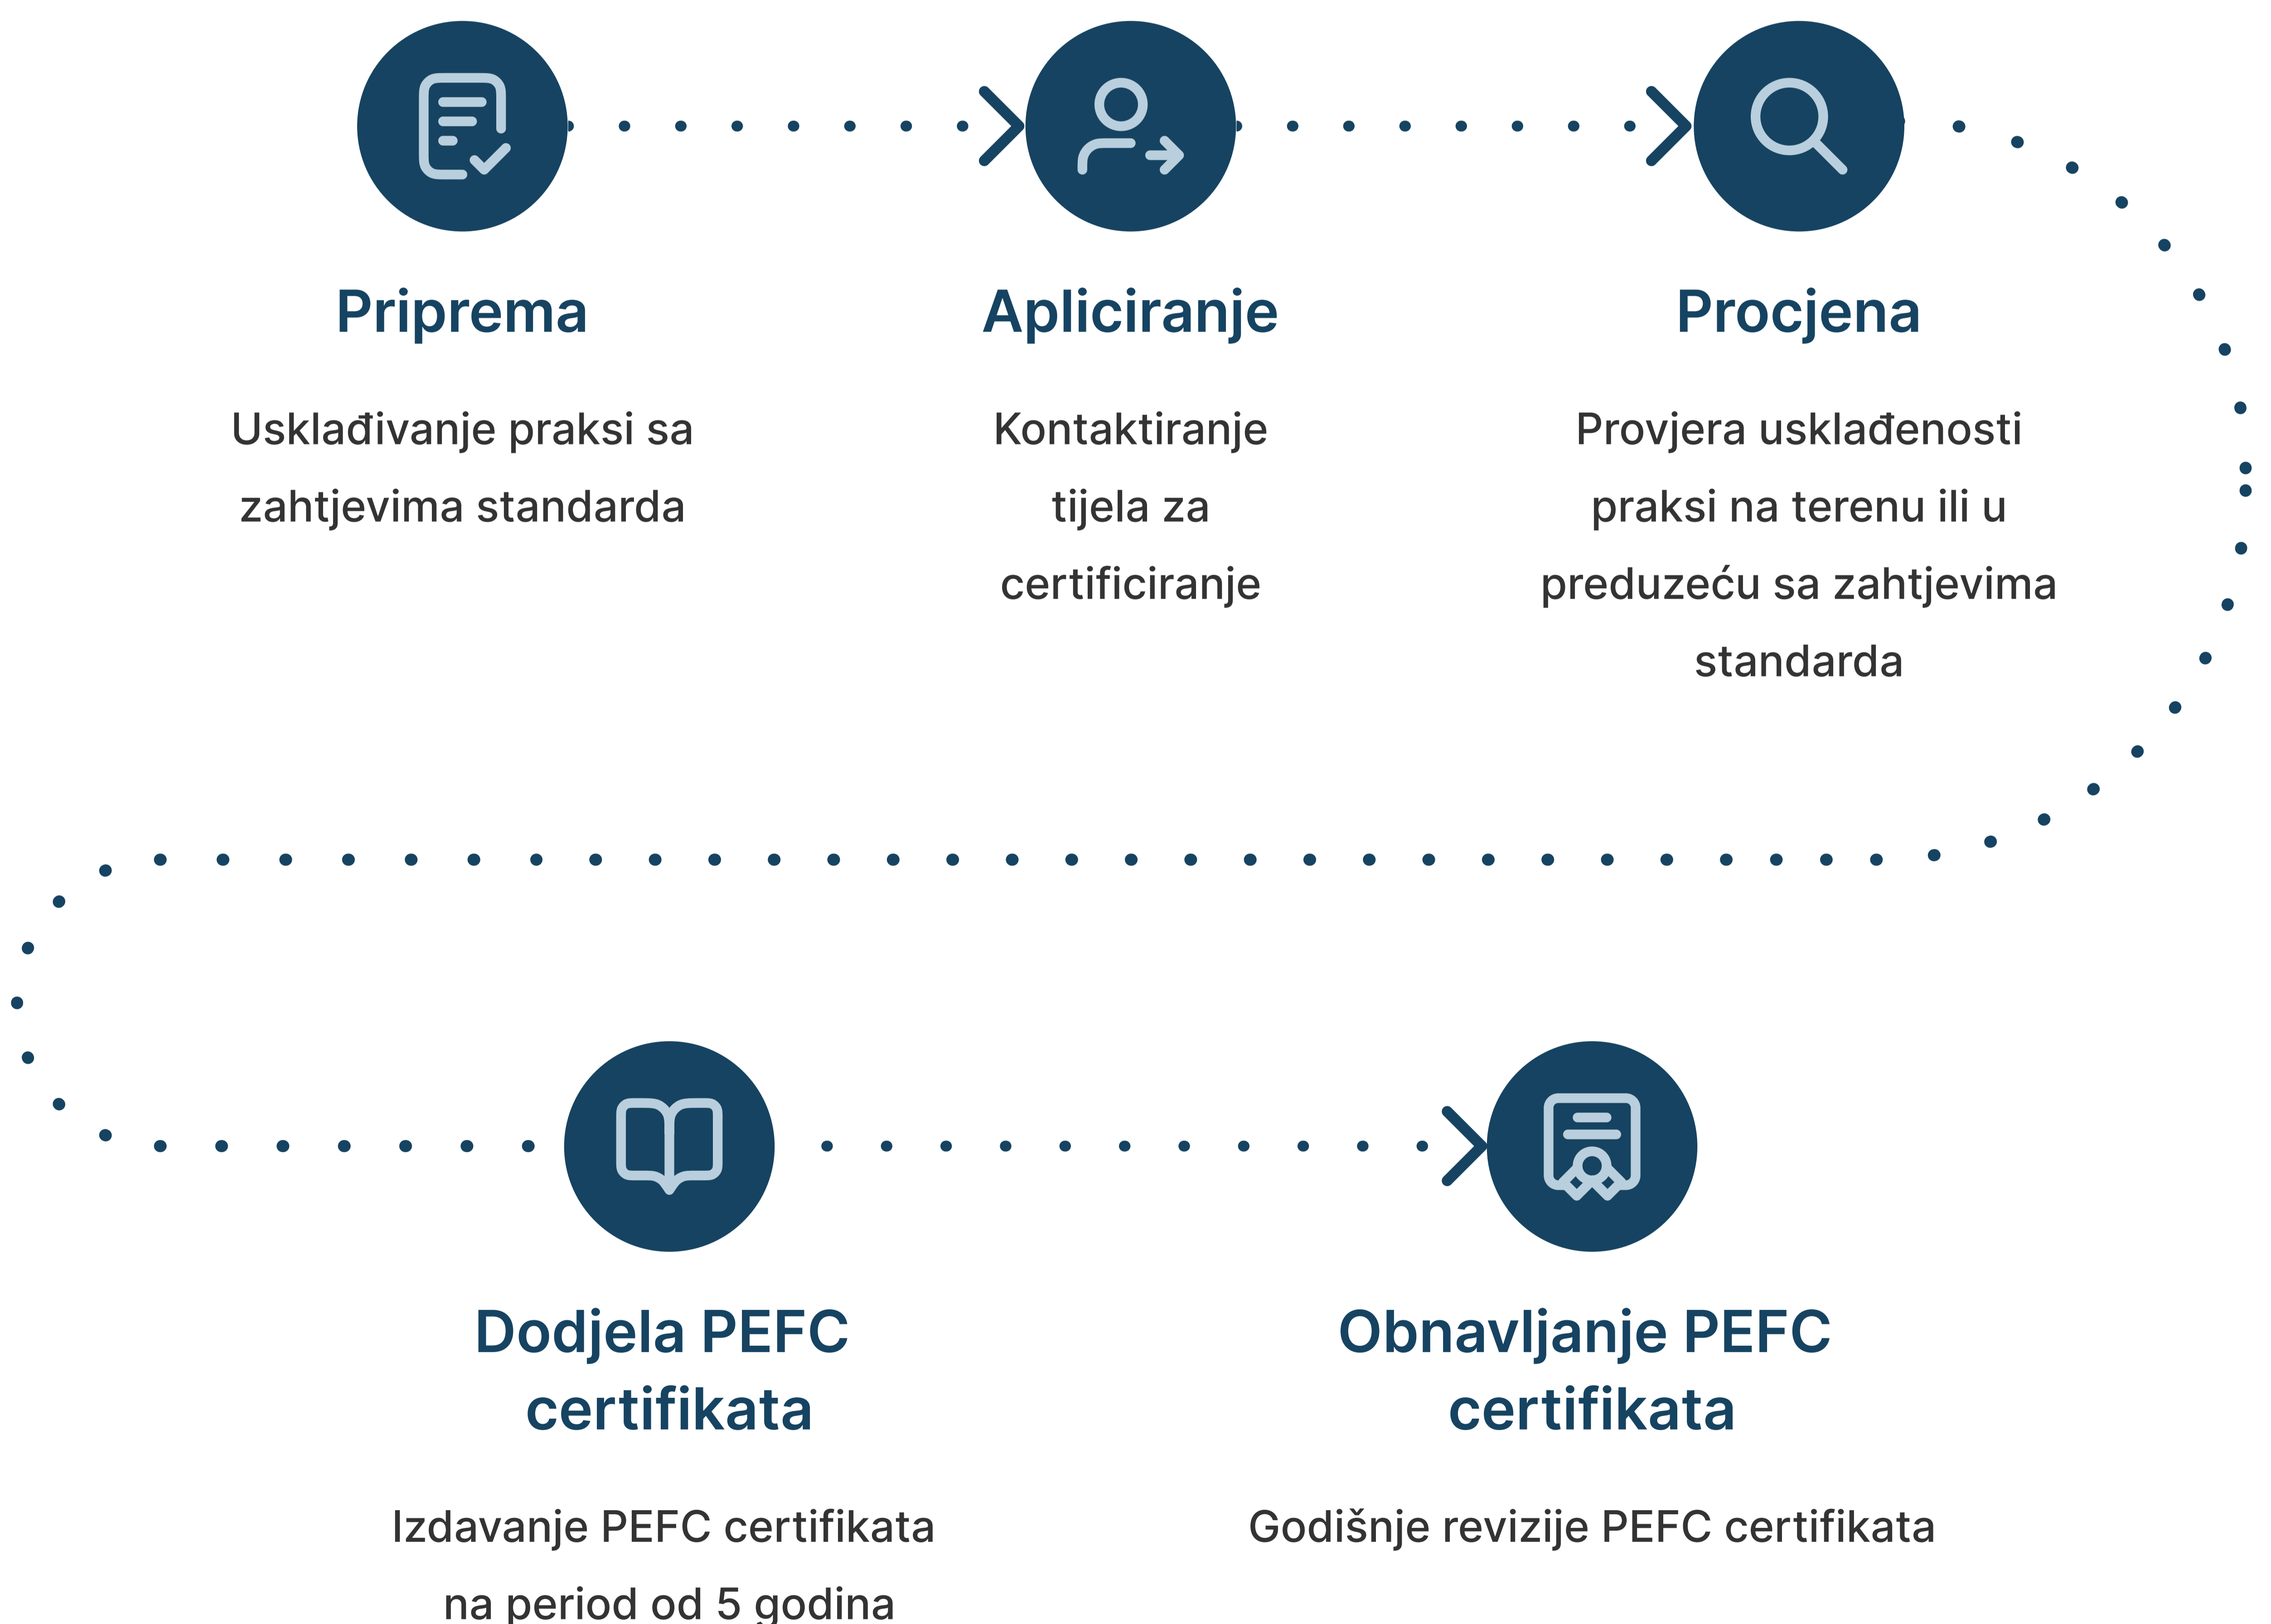 Priprema
Usklađivanje praksi sa
zahtjevima standarda
Apliciranje
Kontaktiranje
tijela za
certificiranje
Procjena
Provjera usklađenosti
praksi na terenu ili u
preduzeću sa zahtjevima
standarda
Dodjela PEFC
certifikata
Izdavanje PEFC certifikata
na period od 5 godina
Obnavljanje PEFC
certifikata
Godišnje revizije PEFC certifikata